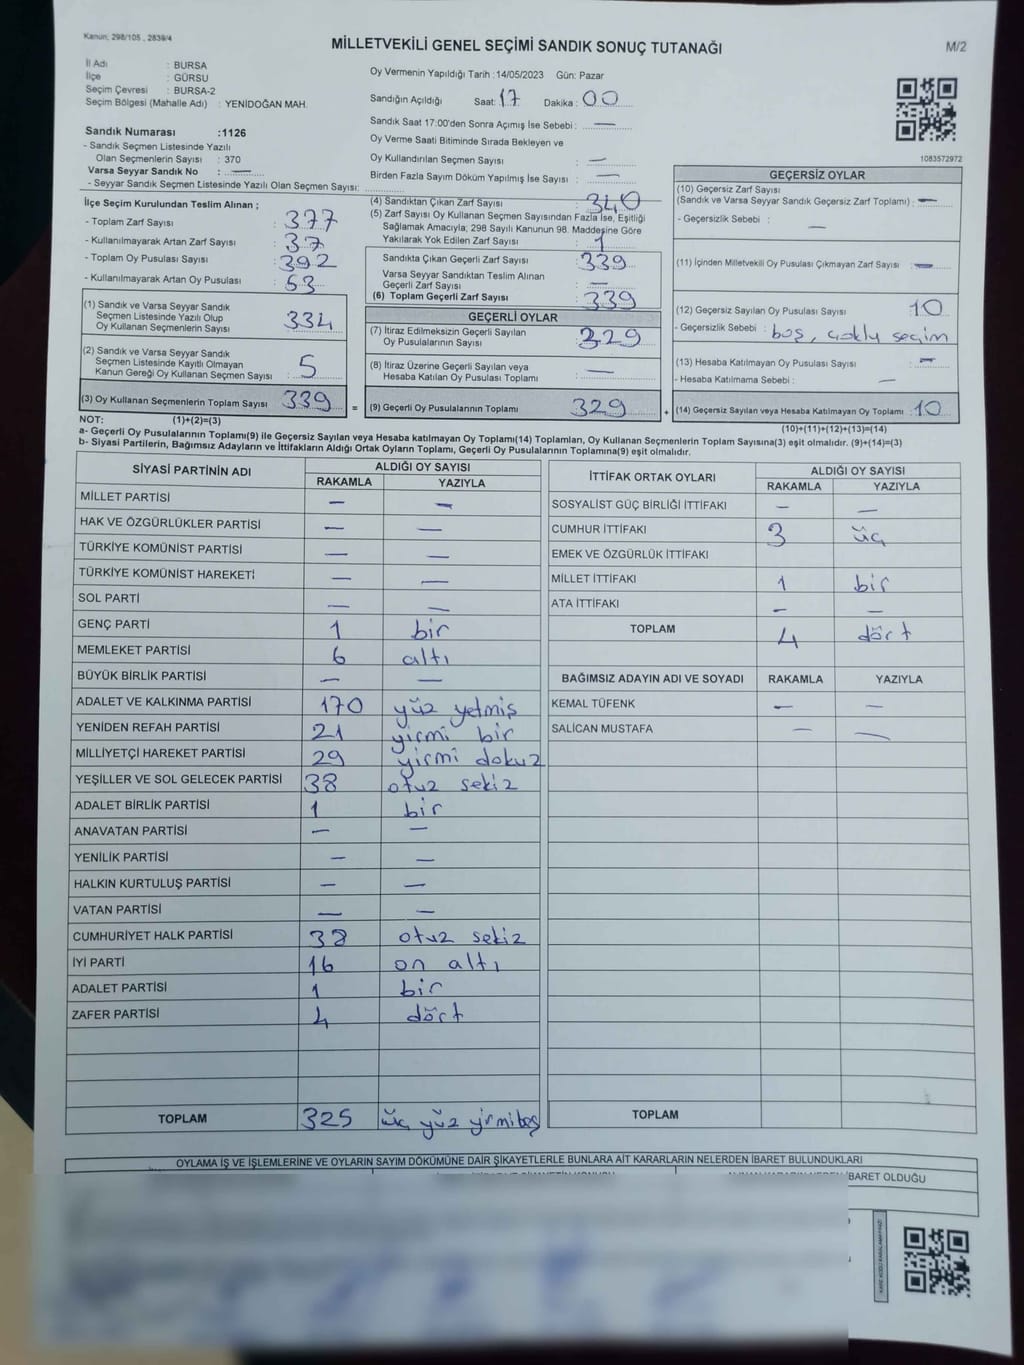 Kanun, 298/105, 2839/4
MİLLETVEKİLİ GENEL SEÇİMİ SANDIK SONUÇ TUTANAĞI
M/2
İl Adı : BURSA
İlçe : GÜRSU
Seçim Çevresi : BURSA-2
Seçim Bölgesi (Mahalle Adı) : YENİDOĞAN MAH.
Sandık Numarası :1126
- Sandık Seçmen Listesinde Yazılı
Olan Seçmenlerin Sayısı : 370
Varsa Seyyar Sandık No : —
- Seyyar Sandık Seçmen Listesinde Yazılı Olan Seçmen Sayısı:
Oy Vermenin Yapıldığı Tarih :14/05/2023 Gün: Pazar
Sandığın Açıldığı Saat: 17 Dakika : 00
Sandık Saat 17:00'den Sonra Açımış İse Sebebi : —
Oy Verme Saati Bitiminde Sırada Bekleyen ve
Oy Kullandırılan Seçmen Sayısı : —
Birden Fazla Sayım Döküm Yapılmış İse Sayısı : —
1083572972
İlçe Seçim Kurulundan Teslim Alınan ;
- Toplam Zarf Sayısı : 377
- Kullanılmayarak Artan Zarf Sayısı : 37
- Toplam Oy Pusulası Sayısı : 392
- Kullanılmayarak Artan Oy Pusulası : 53
(1) Sandık ve Varsa Seyyar Sandık
Seçmen Listesinde Yazılı Olup
Oy Kullanan Seçmenlerin Sayısı : 334
(2) Sandık ve Varsa Seyyar Sandık
Seçmen Listesinde Kayıtlı Olmayan
Kanun Gereği Oy Kullanan Seçmen Sayısı : 5
(3) Oy Kullanan Seçmenlerin Toplam Sayısı : 339
(4) Sandıktan Çıkan Zarf Sayısı : 340
(5) Zarf Sayısı Oy Kullanan Seçmen Sayısından Fazla İse, Eşitliği
Sağlamak Amacıyla; 298 Sayılı Kanunun 98. Maddesine Göre
Yakılarak Yok Edilen Zarf Sayısı : 1
Sandıkta Çıkan Geçerli Zarf Sayısı : 339
Varsa Seyyar Sandıktan Teslim Alınan
Geçerli Zarf Sayısı : —
(6) Toplam Geçerli Zarf Sayısı : 339
GEÇERLİ OYLAR
(7) İtiraz Edilmeksizin Geçerli Sayılan
Oy Pusulalarının Sayısı : 329
(8) İtiraz Üzerine Geçerli Sayılan veya
Hesaba Katılan Oy Pusulası Toplamı : —
= (9) Geçerli Oy Pusulalarının Toplamı : 329
GEÇERSİZ OYLAR
(10) Geçersiz Zarf Sayısı
(Sandık ve Varsa Seyyar Sandık Geçersiz Zarf Toplamı) : —
- Geçersizlik Sebebi :
—
(11) İçinden Milletvekili Oy Pusulası Çıkmayan Zarf Sayısı : —
(12) Geçersiz Sayılan Oy Pusulası Sayısı : 10
- Geçersizlik Sebebi : boş, çoklu seçim
(13) Hesaba Katılmayan Oy Pusulası Sayısı : —
- Hesaba Katılmama Sebebi : —
+ (14) Geçersiz Sayılan veya Hesaba Katılmayan Oy Toplamı : 10
NOT: (1)+(2)=(3)
(10)+(11)+(12)+(13)=(14)
a- Geçerli Oy Pusulalarının Toplamı(9) ile Geçersiz Sayılan veya Hesaba katılmayan Oy Toplamı(14) Toplamları, Oy Kullanan Seçmenlerin Toplam Sayısına(3) eşit olmalıdır. (9)+(14)=(3)
b- Siyasi Partilerin, Bağımsız Adayların ve İttifakların Aldığı Ortak Oyların Toplamı, Geçerli Oy Pusulalarının Toplamına(9) eşit olmalıdır.
SİYASİ PARTİNİN ADI ALDIĞI OY SAYISI
RAKAMLA YAZIYLA
MİLLET PARTİSİ — —
HAK VE ÖZGÜRLÜKLER PARTİSİ — —
TÜRKİYE KOMÜNİST PARTİSİ — —
TÜRKİYE KOMÜNİST HAREKETİ — —
SOL PARTİ — —
GENÇ PARTİ 1 bir
MEMLEKET PARTİSİ 6 altı
BÜYÜK BİRLİK PARTİSİ — —
ADALET VE KALKINMA PARTİSİ 170 yüz yetmiş
YENİDEN REFAH PARTİSİ 21 yirmi bir
MİLLİYETÇİ HAREKET PARTİSİ 29 yirmi dokuz
YEŞİLLER VE SOL GELECEK PARTİSİ 38 otuz sekiz
ADALET BİRLİK PARTİSİ 1 bir
ANAVATAN PARTİSİ — —
YENİLİK PARTİSİ — —
HALKIN KURTULUŞ PARTİSİ — —
VATAN PARTİSİ — —
CUMHURİYET HALK PARTİSİ 38 otuz sekiz
İYİ PARTİ 16 on altı
ADALET PARTİSİ 1 bir
ZAFER PARTİSİ 4 dört
TOPLAM 325 üç yüz yirmibeş
İTTİFAK ORTAK OYLARI ALDIĞI OY SAYISI
RAKAMLA YAZIYLA
SOSYALİST GÜÇ BİRLİĞİ İTTİFAKI — —
CUMHUR İTTİFAKI 3 üç
EMEK VE ÖZGÜRLÜK İTTİFAKI
MİLLET İTTİFAKI 1 bir
ATA İTTİFAKI — —
TOPLAM 4 dört
BAĞIMSIZ ADAYIN ADI VE SOYADI RAKAMLA YAZIYLA
KEMAL TÜFENK — —
SALİCAN MUSTAFA — —
TOPLAM
OYLAMA İŞ VE İŞLEMLERİNE VE OYLARIN SAYIM DÖKÜMÜNE DAİR ŞİKAYETLERLE BUNLARA AİT KARARLARIN NELERDEN İBARET BULUNDUKLARI
İBARET OLDUĞU